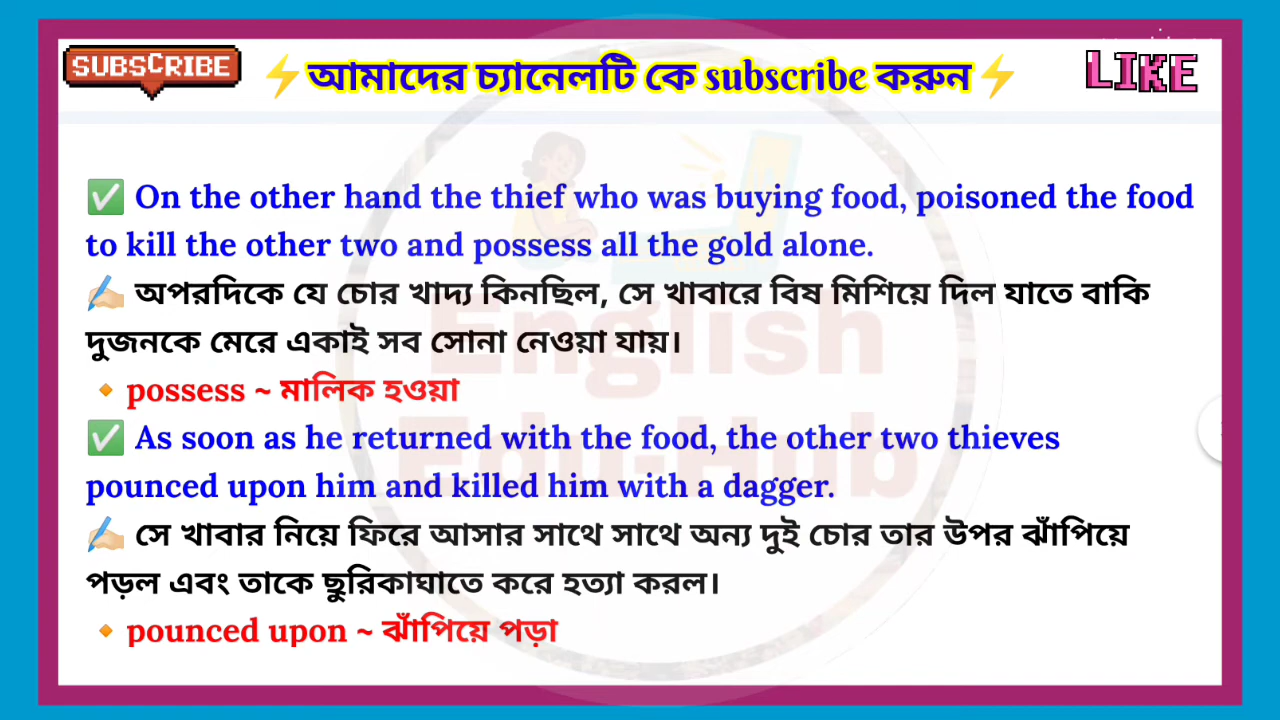 SUBSCRIBE
⚡আমাদের চ্যানেলটি কে subscribe করুন⚡
LIKE
✅ On the other hand the thief who was buying food, poisoned the food
to kill the other two and possess all the gold alone.
✍🏻 অপরদিকে যে চোর খাদ্য কিনছিল, সে খাবারে বিষ মিশিয়ে দিল যাতে বাকি
দুজনকে মেরে একাই সব সোনা নেওয়া যায়।
🔸possess ~ মালিক হওয়া
✅ As soon as he returned with the food, the other two thieves
pounced upon him and killed him with a dagger.
✍🏻 সে খাবার নিয়ে ফিরে আসার সাথে সাথে অন্য দুই চোর তার উপর ঝাঁপিয়ে
পড়ল এবং তাকে ছুরিকাঘাতে করে হত্যা করল।
🔸pounced upon ~ ঝাঁপিয়ে পড়া
English
Edu-Hub